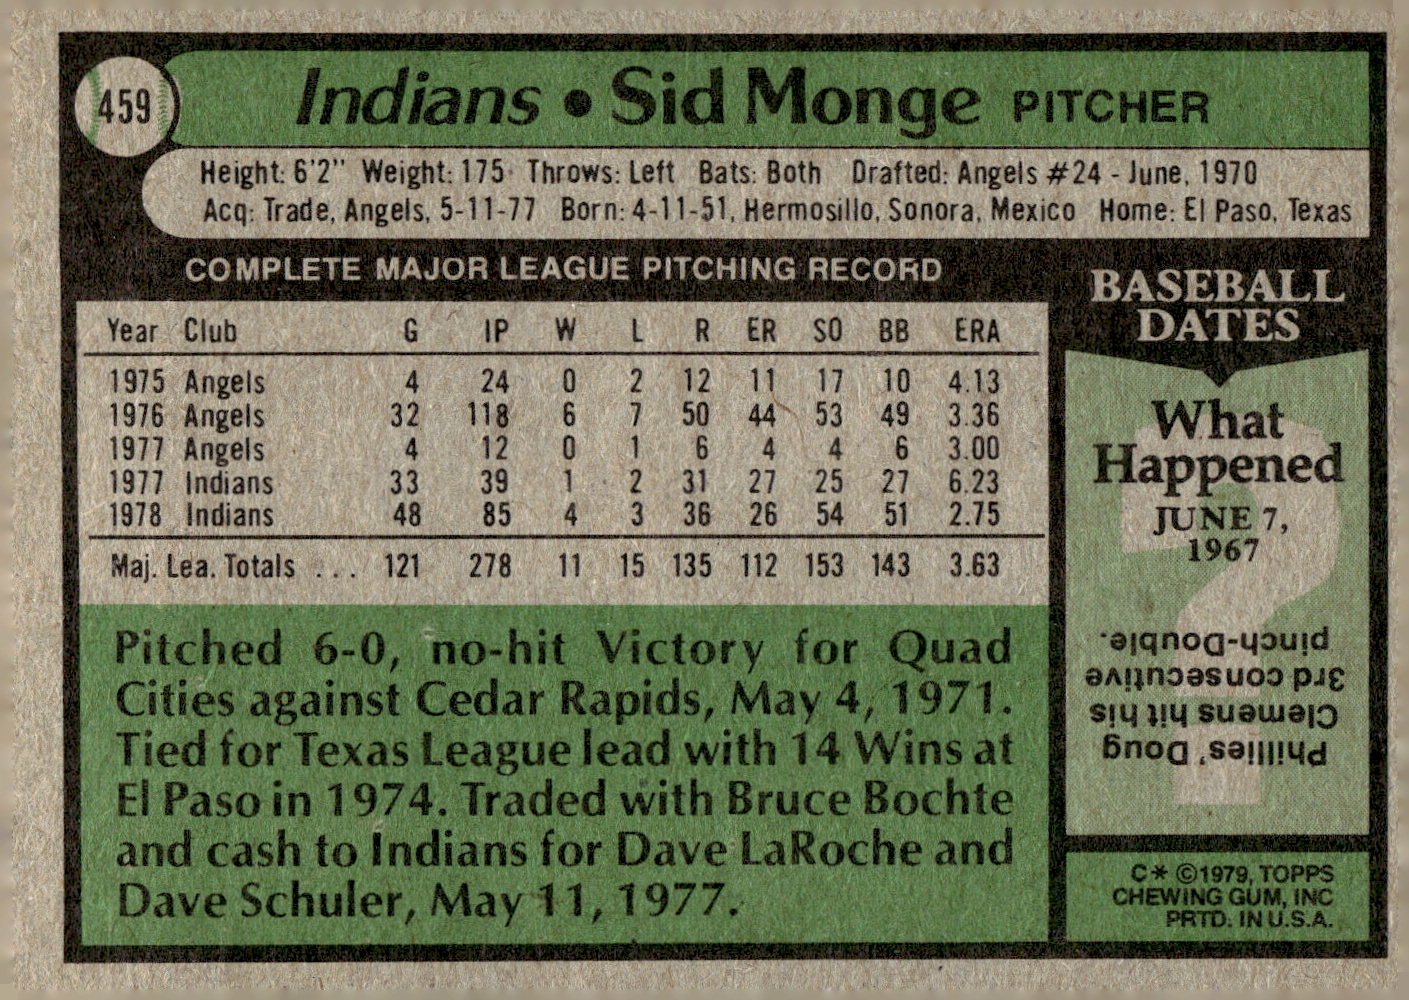 459
Indians • Sid Monge PITCHER
Height: 6'2" Weight: 175 Throws: Left Bats: Both Drafted: Angels #24 - June, 1970
Acq: Trade, Angels, 5-11-77 Born: 4-11-51, Hermosillo, Sonora, Mexico Home: El Paso, Texas
COMPLETE MAJOR LEAGUE PITCHING RECORD
Year Club G IP W L R ER SO BB ERA
1975 Angels 4 24 0 2 12 11 17 10 4.13
1976 Angels 32 118 6 7 50 44 53 49 3.36
1977 Angels 4 12 0 1 6 4 4 6 3.00
1977 Indians 33 39 1 2 31 27 25 27 6.23
1978 Indians 48 85 4 3 36 26 54 51 2.75
Maj. Lea. Totals ... 121 278 11 15 135 112 153 143 3.63
Pitched 6-0, no-hit Victory for Quad
Cities against Cedar Rapids, May 4, 1971.
Tied for Texas League lead with 14 Wins at
El Paso in 1974. Traded with Bruce Bochte
and cash to Indians for Dave LaRoche and
Dave Schuler, May 11, 1977.
BASEBALL
DATES
What
Happened
JUNE 7,
1967
?
Phillies' Doug
Clemens hit his
3rd consecutive
pinch-Double.
C* ©1979, TOPPS
CHEWING GUM, INC
PRTD. IN U.S.A.